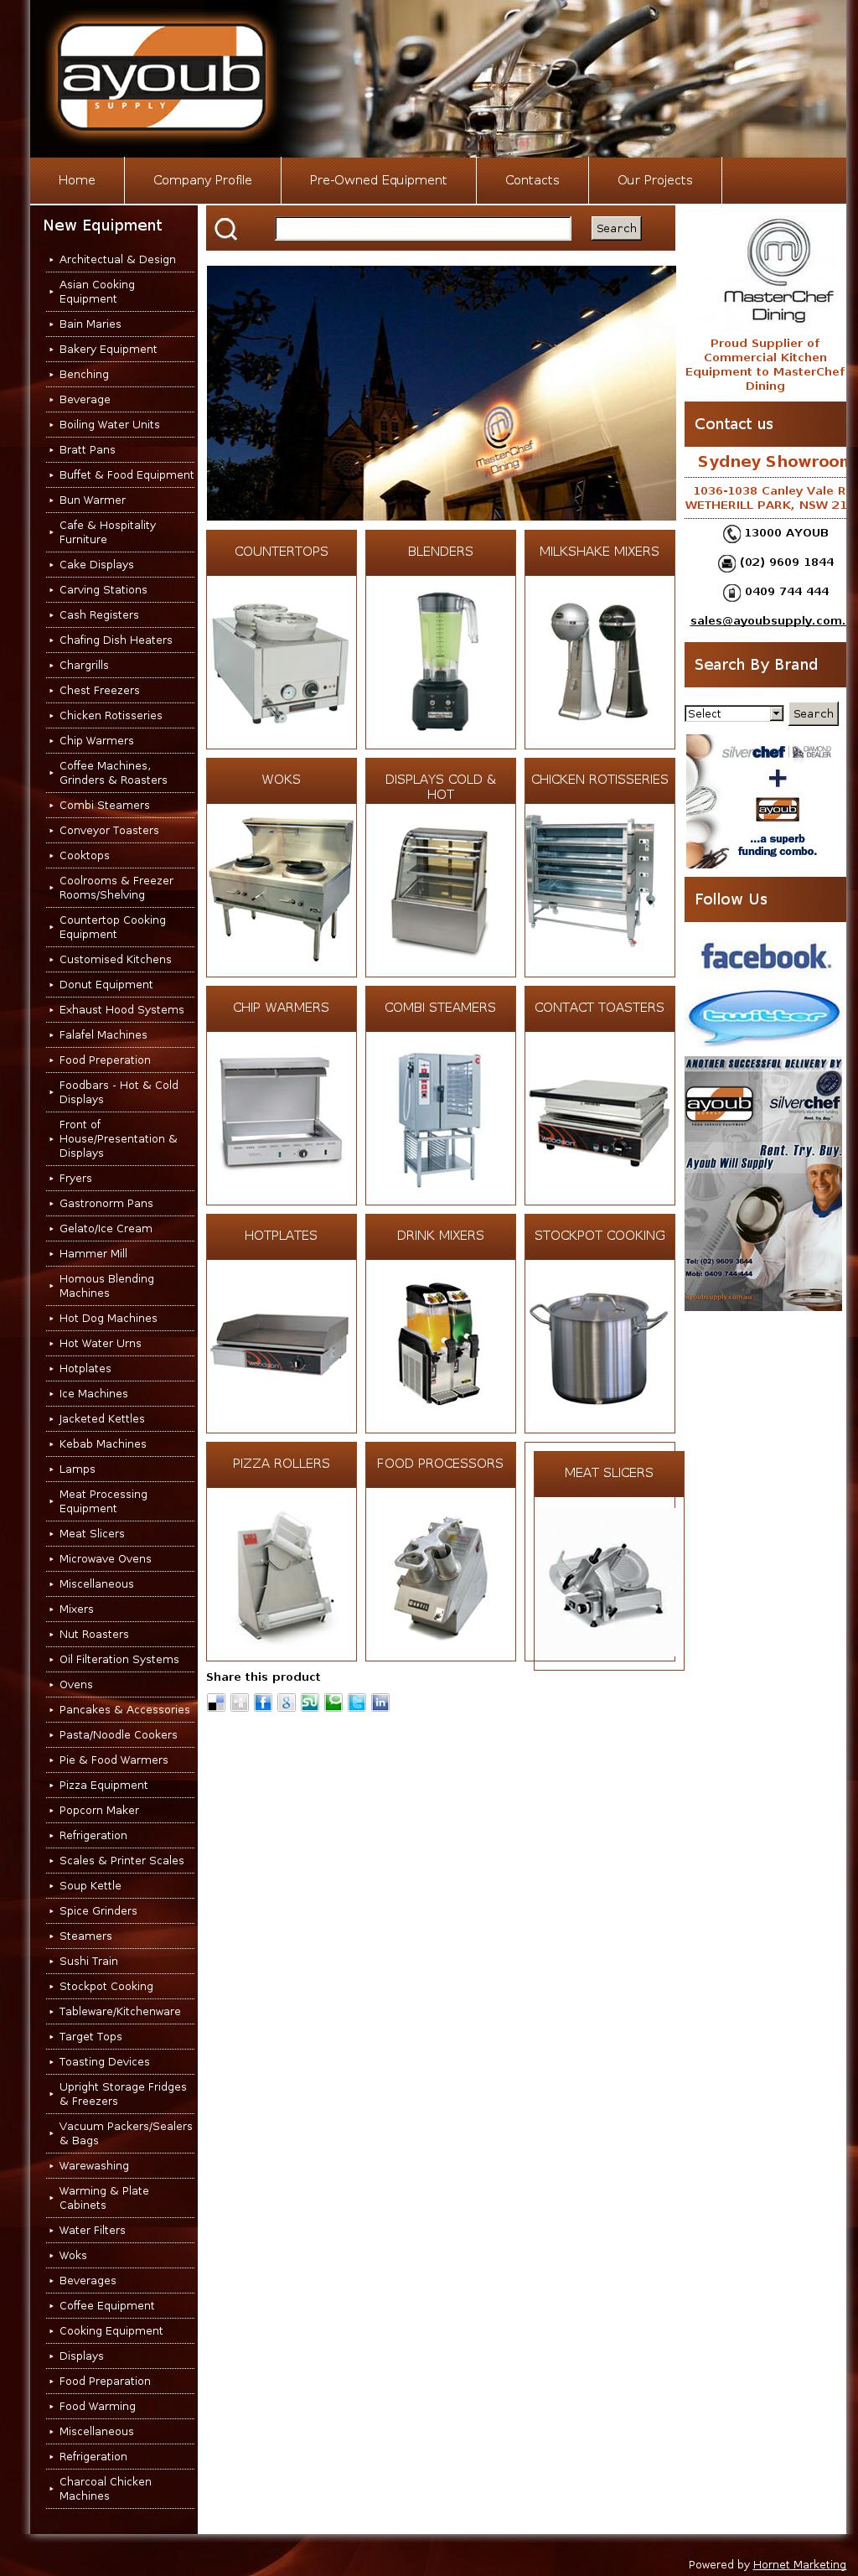 ayoub
SUPPLY
Home
Company Profile
Pre-Owned Equipment
Contacts
Our Projects
New Equipment
Architectual & Design
Asian Cooking
Equipment
Bain Maries
Bakery Equipment
Benching
Beverage
Boiling Water Units
Bratt Pans
Buffet & Food Equipment
Bun Warmer
Cafe & Hospitality
Furniture
Cake Displays
Carving Stations
Cash Registers
Chafing Dish Heaters
Chargrills
Chest Freezers
Chicken Rotisseries
Chip Warmers
Coffee Machines,
Grinders & Roasters
Combi Steamers
Conveyor Toasters
Cooktops
Coolrooms & Freezer
Rooms/Shelving
Countertop Cooking
Equipment
Customised Kitchens
Donut Equipment
Exhaust Hood Systems
Falafel Machines
Food Preperation
Foodbars - Hot & Cold
Displays
Front of
House/Presentation &
Displays
Fryers
Gastronorm Pans
Gelato/Ice Cream
Hammer Mill
Homous Blending
Machines
Hot Dog Machines
Hot Water Urns
Hotplates
Ice Machines
Jacketed Kettles
Kebab Machines
Lamps
Meat Processing
Equipment
Meat Slicers
Microwave Ovens
Miscellaneous
Mixers
Nut Roasters
Oil Filteration Systems
Ovens
Pancakes & Accessories
Pasta/Noodle Cookers
Pie & Food Warmers
Pizza Equipment
Popcorn Maker
Refrigeration
Scales & Printer Scales
Soup Kettle
Spice Grinders
Steamers
Sushi Train
Stockpot Cooking
Tableware/Kitchenware
Target Tops
Toasting Devices
Upright Storage Fridges
& Freezers
Vacuum Packers/Sealers
& Bags
Warewashing
Warming & Plate
Cabinets
Water Filters
Woks
Beverages
Coffee Equipment
Cooking Equipment
Displays
Food Preparation
Food Warming
Miscellaneous
Refrigeration
Charcoal Chicken
Machines
Search
MasterChef
Dining
COUNTERTOPS
BLENDERS
MILKSHAKE MIXERS
WOKS
DISPLAYS COLD &
HOT
CHICKEN ROTISSERIES
CHIP WARMERS
COMBI STEAMERS
CONTACT TOASTERS
woodson
HOTPLATES
DRINK MIXERS
STOCKPOT COOKING
woodson
PIZZA ROLLERS
FOOD PROCESSORS
MEAT SLICERS
Share this product
MasterChef
Dining
Proud Supplier of
Commercial Kitchen
Equipment to MasterChef
Dining
Contact us
Sydney Showroon
1036-1038 Canley Vale R
WETHERILL PARK, NSW 21
13000 AYOUB
(02) 9609 1844
0409 744 444
sales@ayoubsupply.com.
Search By Brand
Select
Search
silverchef DIAMOND
DEALER
+
ayoub
...a superb
funding combo.
Follow Us
facebook.
twitter
ANOTHER SUCCESSFUL DELIVERY BY
ayoub
silverchef
Rent. Try. Buy.
Rent. Try. Buy.
Ayoub Will Supply
Tel: (02) 9609 3644
Mob: 0409 744 444
ayoubsupply.com.au
Powered by Hornet Marketing